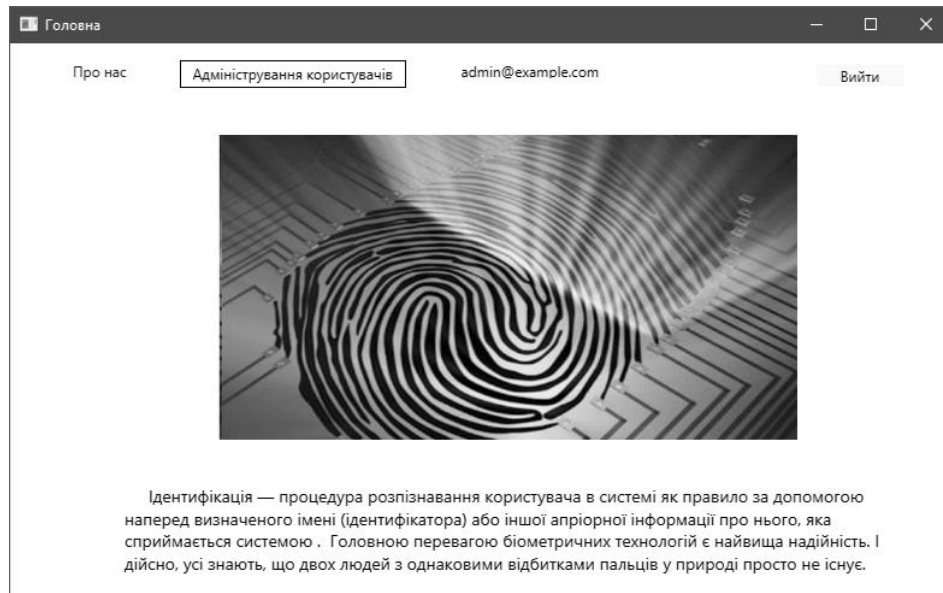 Головна
Про нас Адміністрування користувачів admin@example.com Вийти
Ідентифікація — процедура розпізнавання користувача в системі як правило за допомогою
наперед визначеного імені (ідентифікатора) або іншої апріорної інформації про нього, яка
сприймається системою .  Головною перевагою біометричних технологій є найвища надійність. І
дійсно, усі знають, що двох людей з однаковими відбитками пальців у природі просто не існує.